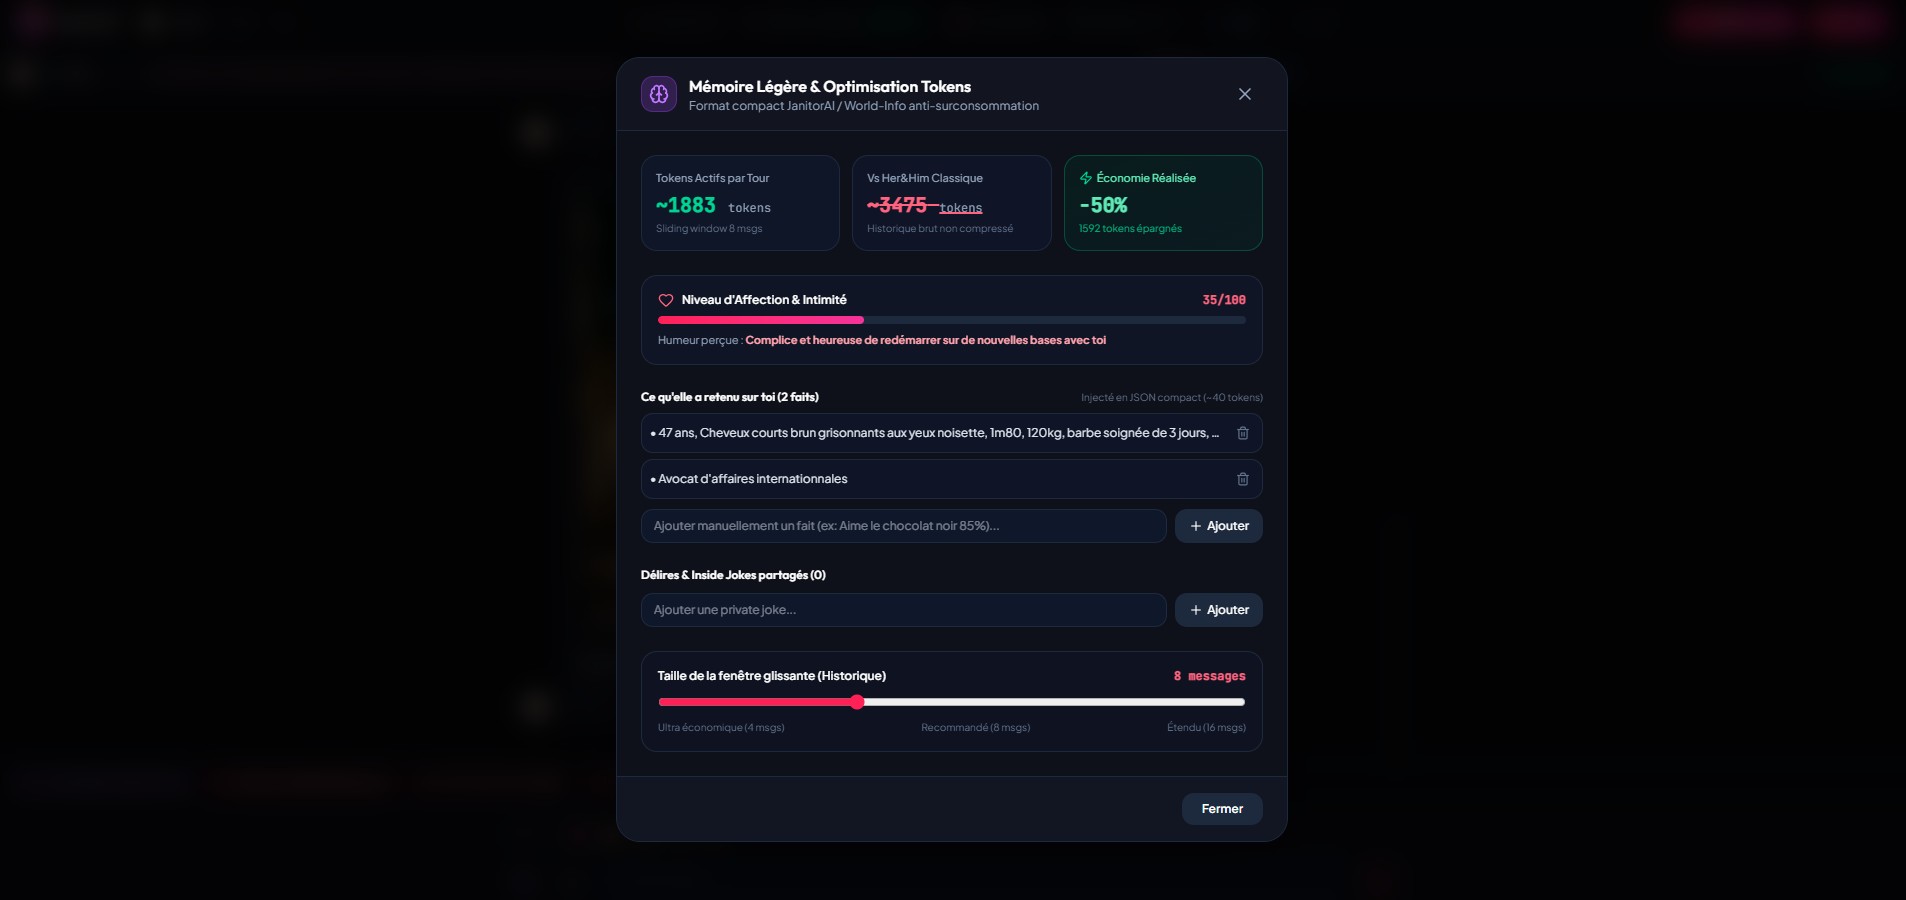 Mémoire Légère & Optimisation Tokens
Format compact JanitorAI / World-Info anti-surconsommation
Tokens Actifs par Tour
~1883 tokens
Sliding window 8 msgs
Vs Her&Him Classique
~3475 tokens
Historique brut non compressé
Économie Réalisée
-50%
1592 tokens épargnés
Niveau d'Affection & Intimité
35/100
Humeur perçue : Complice et heureuse de redémarrer sur de nouvelles bases avec toi
Ce qu'elle a retenu sur toi (2 faits)
Injecté en JSON compact (~40 tokens)
• 47 ans, Cheveux courts brun grisonnants aux yeux noisette, 1m80, 120kg, barbe soignée de 3 jours, ...
• Avocat d'affaires internationnales
Ajouter manuellement un fait (ex: Aime le chocolat noir 85%)...
+ Ajouter
Délires & Inside Jokes partagés (0)
Ajouter une private joke...
+ Ajouter
Taille de la fenêtre glissante (Historique)
8 messages
Ultra économique (4 msgs)
Recommandé (8 msgs)
Étendu (16 msgs)
Fermer